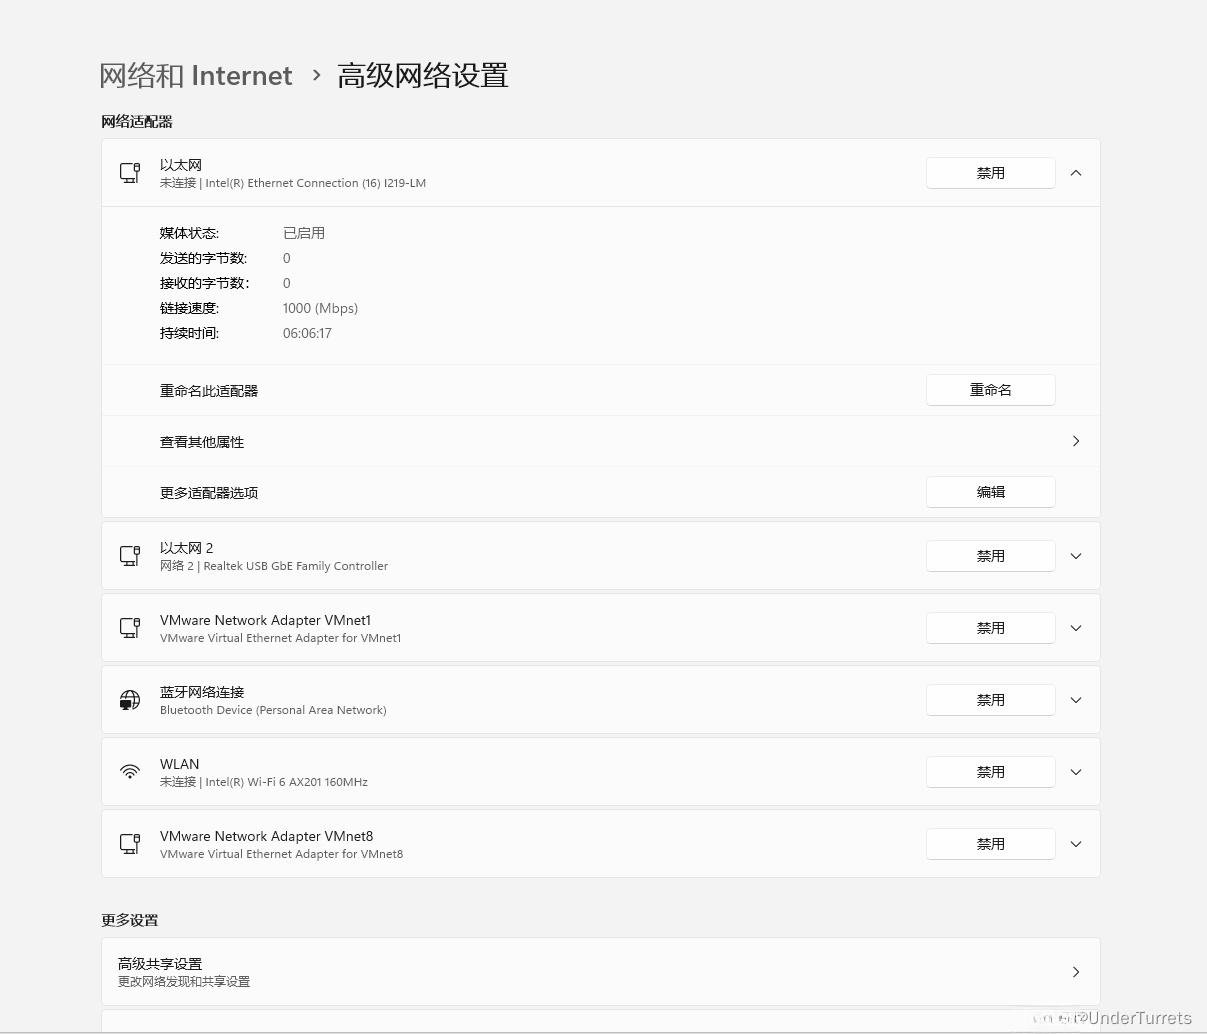 网络和 Internet > 高级网络设置
网络适配器
以太网
未连接 | Intel(R) Ethernet Connection (16) I219-LM
禁用
媒体状态: 已启用
发送的字节数: 0
接收的字节数: 0
链接速度: 1000 (Mbps)
持续时间: 06:06:17
重命名此适配器
重命名
查看其他属性
更多适配器选项
编辑
以太网 2
网络 2 | Realtek USB GbE Family Controller
禁用
VMware Network Adapter VMnet1
VMware Virtual Ethernet Adapter for VMnet1
禁用
蓝牙网络连接
Bluetooth Device (Personal Area Network)
禁用
WLAN
未连接 | Intel(R) Wi-Fi 6 AX201 160MHz
禁用
VMware Network Adapter VMnet8
VMware Virtual Ethernet Adapter for VMnet8
禁用
更多设置
高级共享设置
更改网络发现和共享设置
UnderTurrets